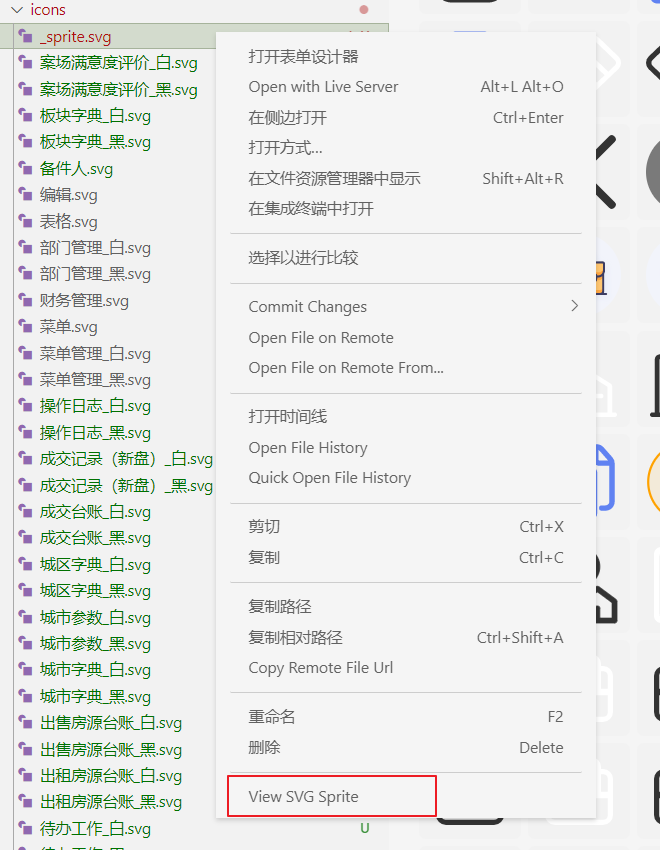 icons
_sprite.svg
案场满意度评价_白.svg
案场满意度评价_黑.svg
板块字典_白.svg
板块字典_黑.svg
备件人.svg
编辑.svg
表格.svg
部门管理_白.svg
部门管理_黑.svg
财务管理.svg
菜单.svg
菜单管理_白.svg
菜单管理_黑.svg
操作日志_白.svg
操作日志_黑.svg
成交记录（新盘）_白.svg
成交记录（新盘）_黑.svg
成交台账_白.svg
成交台账_黑.svg
城区字典_白.svg
城区字典_黑.svg
城市参数_白.svg
城市参数_黑.svg
城市字典_白.svg
城市字典_黑.svg
出售房源台账_白.svg
出售房源台账_黑.svg
出租房源台账_白.svg
出租房源台账_黑.svg
待办工作_白.svg U
打开表单设计器
Open with Live Server Alt+L Alt+O
在侧边打开 Ctrl+Enter
打开方式...
在文件资源管理器中显示 Shift+Alt+R
在集成终端中打开
选择以进行比较
Commit Changes
Open File on Remote
Open File on Remote From...
打开时间线
Open File History
Quick Open File History
剪切 Ctrl+X
复制 Ctrl+C
复制路径
复制相对路径 Ctrl+Shift+A
Copy Remote File Url
重命名 F2
删除 Delete
View SVG Sprite